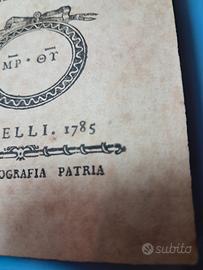 MP · ΘΥ
ELLI. 1785
OGRAFIA PATRIA
subito